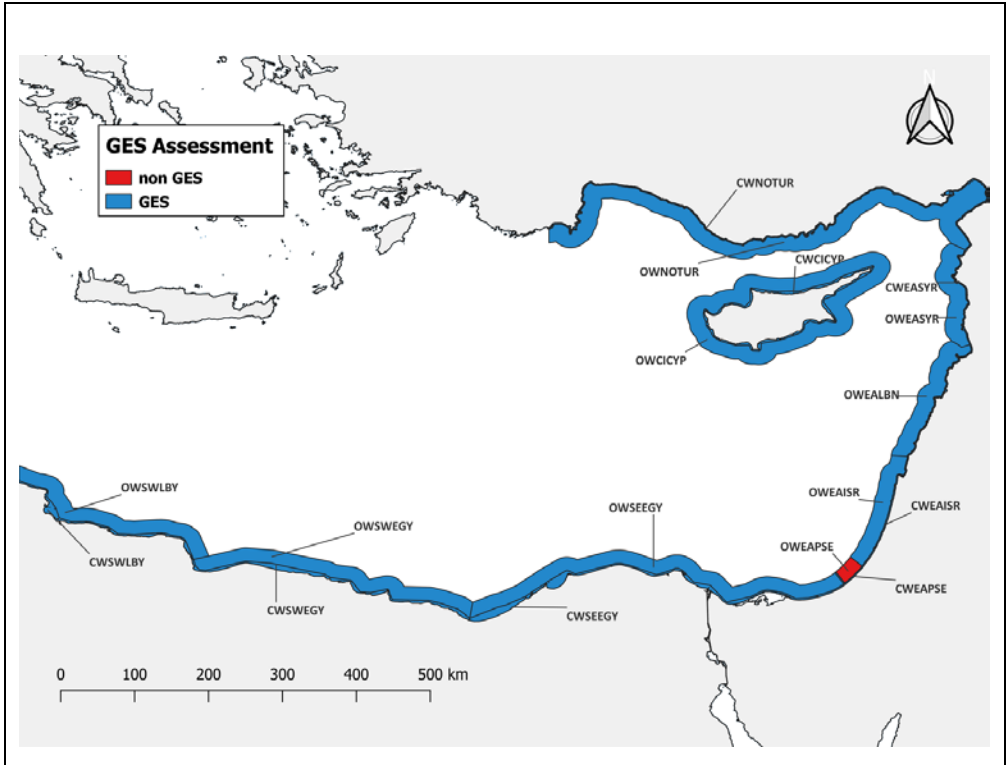 N
GES Assessment
non GES
GES
CWNOTUR
OWNOTUR
CWCICYP
CWEASYR
OWEASYR
OWCICYP
OWEALBN
OWSWLBY
OWEAISR
OWSEEGY
CWEAISR
OWSWEGY
OWEAPSE
CWSWLBY
CWEAPSE
CWSWEGY
CWSEEGY
0 100 200 300 400 500 km